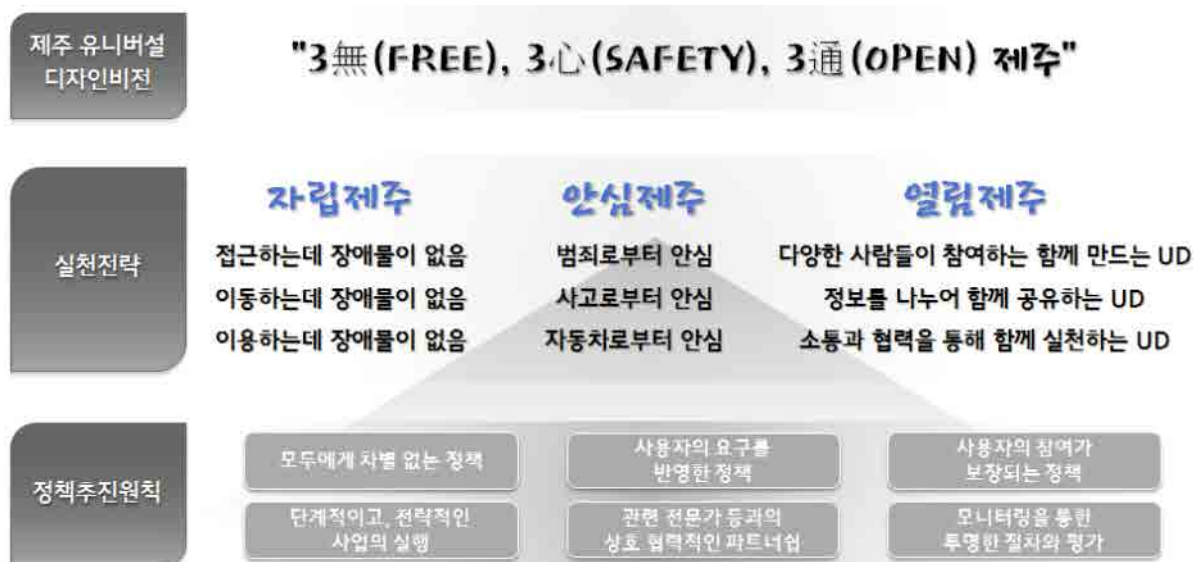 제주 유니버설
디자인비전
"3無(FREE), 3心(SAFETY), 3通(OPEN) 제주"
실천전략
자립제주
접근하는데 장애물이 없음
이동하는데 장애물이 없음
이용하는데 장애물이 없음
안심제주
범죄로부터 안심
사고로부터 안심
자동차로부터 안심
열림제주
다양한 사람들이 참여하는 함께 만드는 UD
정보를 나누어 함께 공유하는 UD
소통과 협력을 통해 함께 실천하는 UD
정책추진원칙
모두에게 차별 없는 정책
사용자의 요구를
반영한 정책
사용자의 참여가
보장되는 정책
단계적이고, 전략적인
사업의 실행
관련 전문가 등과의
상호 협력적인 파트너쉽
모니터링을 통한
투명한 절차와 평가